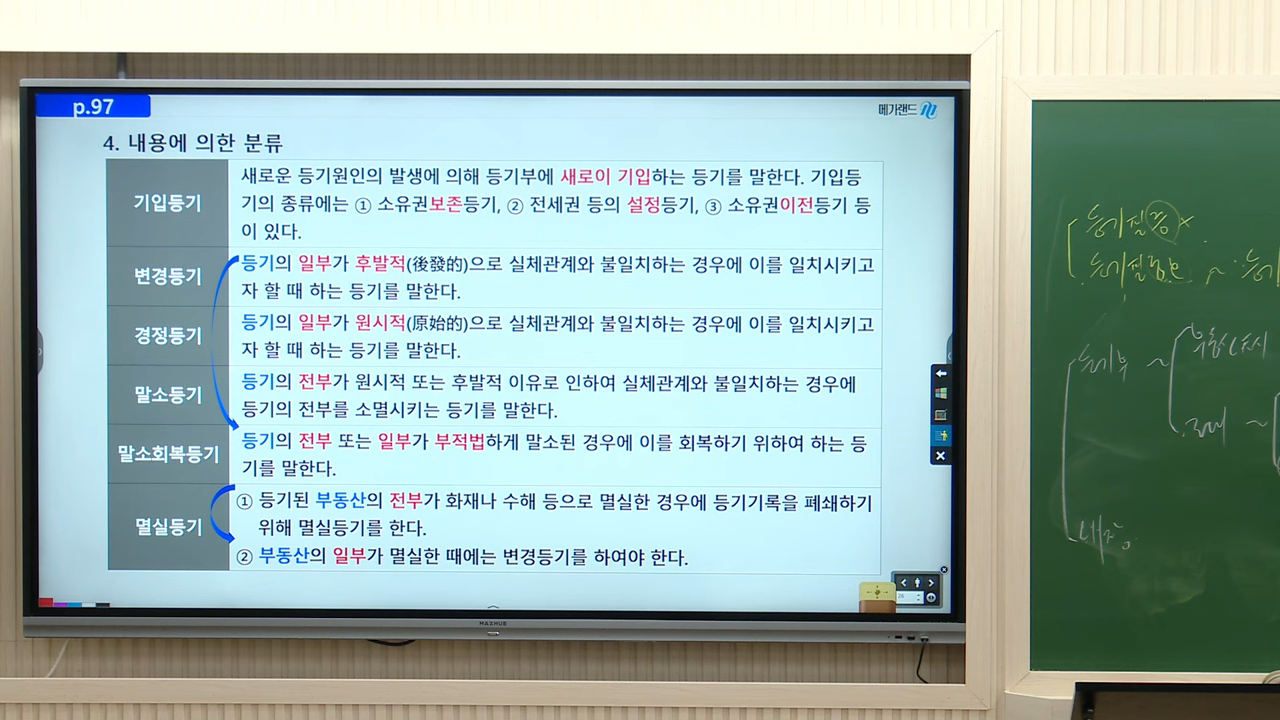 p.97
메가랜드
4. 내용에 의한 분류
기입등기
새로운 등기원인의 발생에 의해 등기부에 새로이 기입하는 등기를 말한다. 기입등
기의 종류에는 ① 소유권보존등기, ② 전세권 등의 설정등기, ③ 소유권이전등기 등
이 있다.
변경등기
등기의 일부가 후발적(後發的)으로 실체관계와 불일치하는 경우에 이를 일치시키고
자 할 때 하는 등기를 말한다.
경정등기
등기의 일부가 원시적(原始的)으로 실체관계와 불일치하는 경우에 이를 일치시키고
자 할 때 하는 등기를 말한다.
말소등기
등기의 전부가 원시적 또는 후발적 이유로 인하여 실체관계와 불일치하는 경우에
등기의 전부를 소멸시키는 등기를 말한다.
말소회복등기
등기의 전부 또는 일부가 부적법하게 말소된 경우에 이를 회복하기 위하여 하는 등
기를 말한다.
멸실등기
① 등기된 부동산의 전부가 화재나 수해 등으로 멸실한 경우에 등기기록을 폐쇄하기
위해 멸실등기를 한다.
② 부동산의 일부가 멸실한 때에는 변경등기를 하여야 한다.
26
MAXHUB
등기필증 ×
등기부 ~